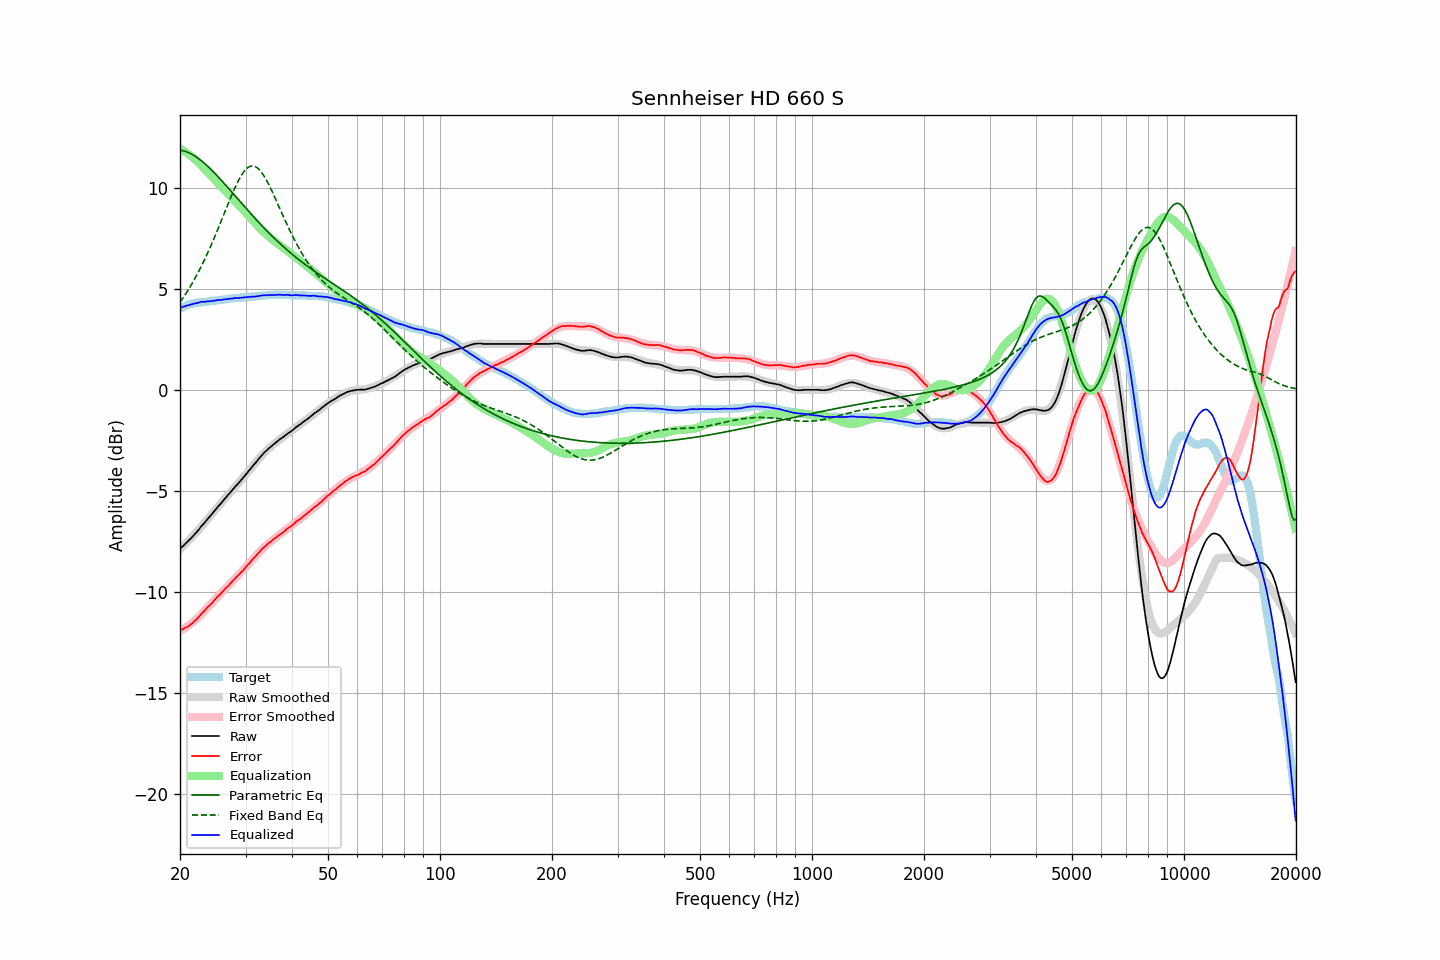 Sennheiser HD 660 S
Amplitude (dBr)
10
5
0
−5
−10
−15
−20
Target
Raw Smoothed
Error Smoothed
Raw
Error
Equalization
Parametric Eq
Fixed Band Eq
Equalized
20 50 100 200 500 1000 2000 5000 10000 20000
Frequency (Hz)